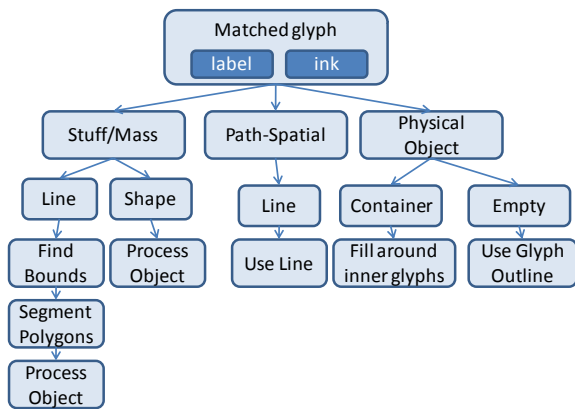 Matched glyph
label ink
Stuff/Mass Path-Spatial Physical
Object
Line Shape Line Container Empty
Find
Bounds
Process
Object
Use Line
Fill around
inner glyphs
Use Glyph
Outline
Segment
Polygons
Process
Object